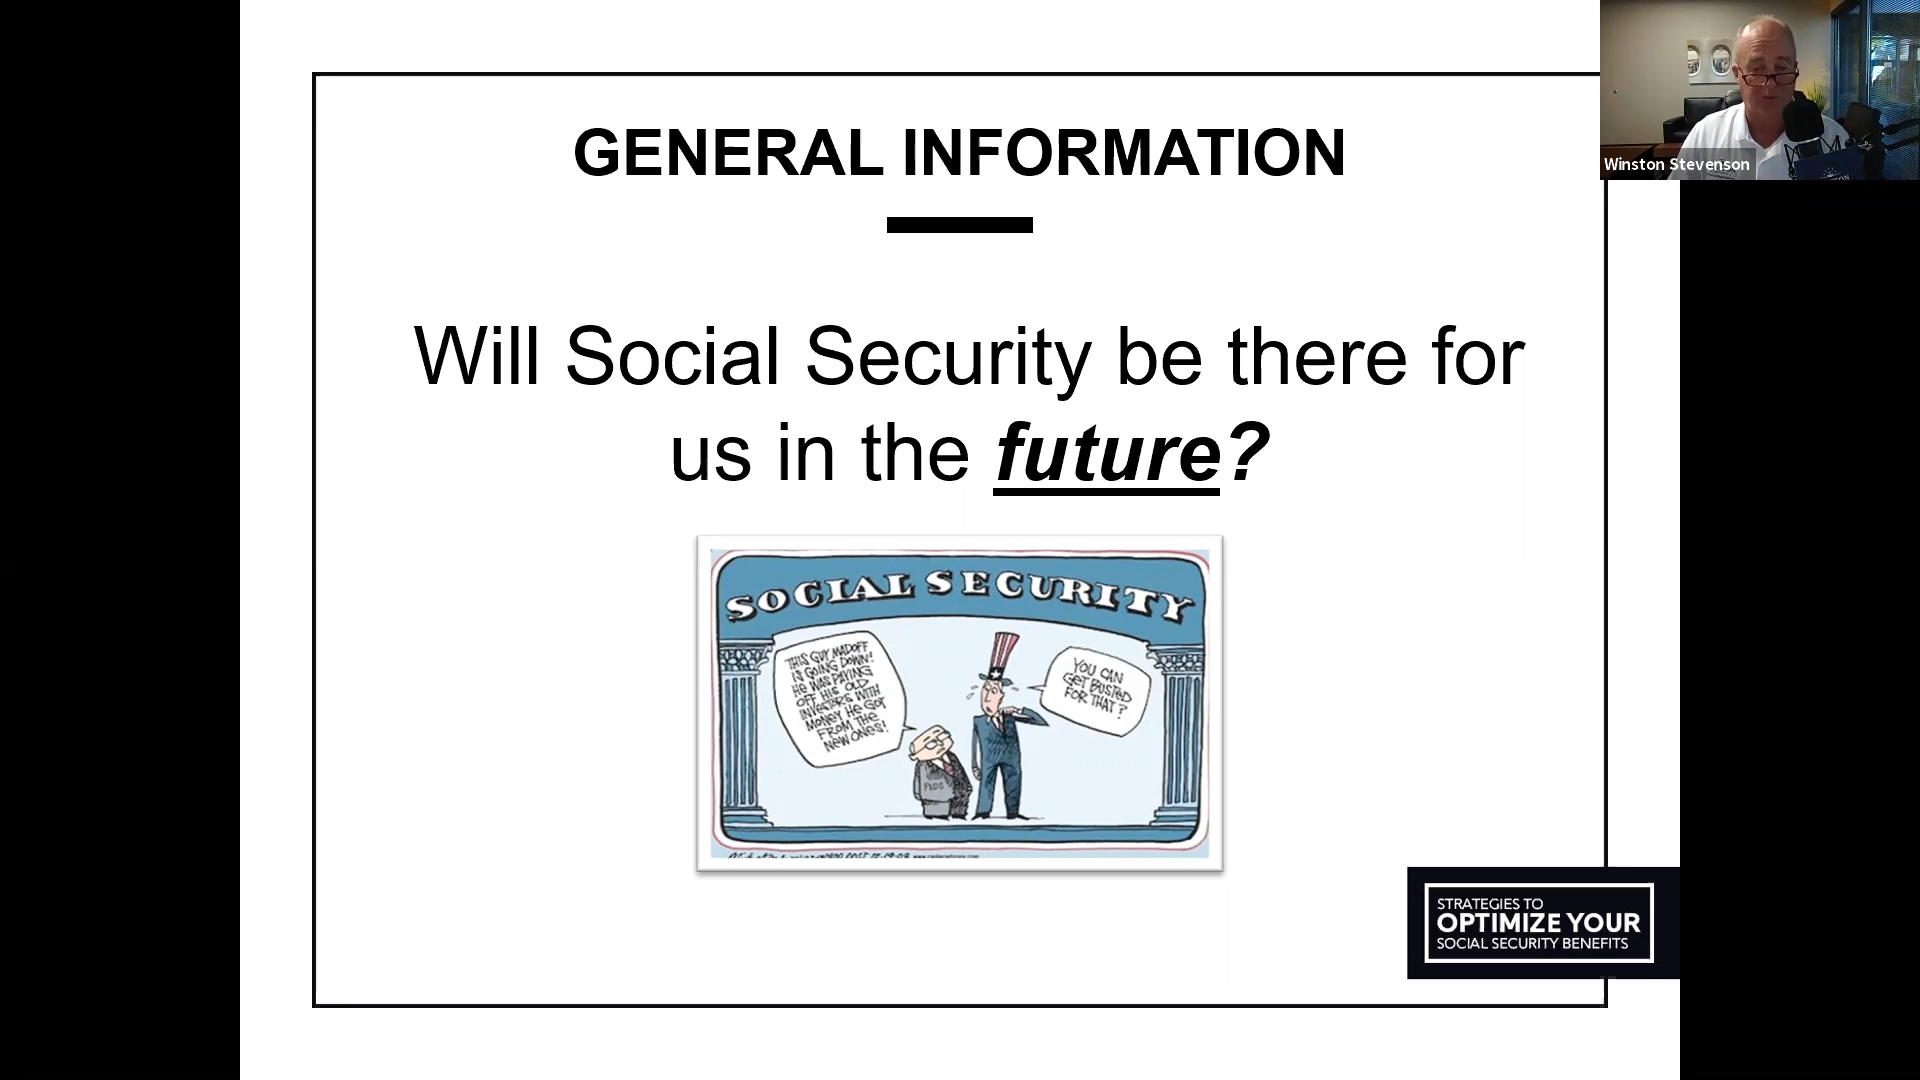 GENERAL INFORMATION
Will Social Security be there for
us in the future?
SOCIAL SECURITY
THIS GUY MADOFF
IS GOING DOWN!
HE WAS PAYING
OFF HIS OLD
INVESTORS WITH
MONEY HE GOT
FROM THE
NEW ONES!
YOU CAN
GET BUSTED
FOR THAT?
FEDS
STRATEGIES TO
OPTIMIZE YOUR
SOCIAL SECURITY BENEFITS
Winston Stevenson